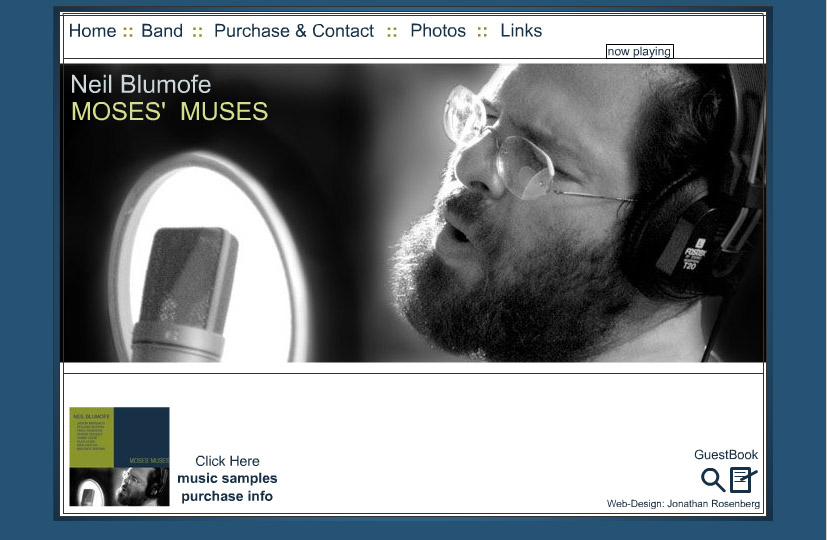 Home :: Band :: Purchase & Contact :: Photos :: Links
now playing
Neil Blumofe
MOSES' MUSES
FOSTEX
T20
NEIL BLUMOFE
MOSES' MUSES
Click Here
music samples
purchase info
GuestBook
Web-Design: Jonathan Rosenberg